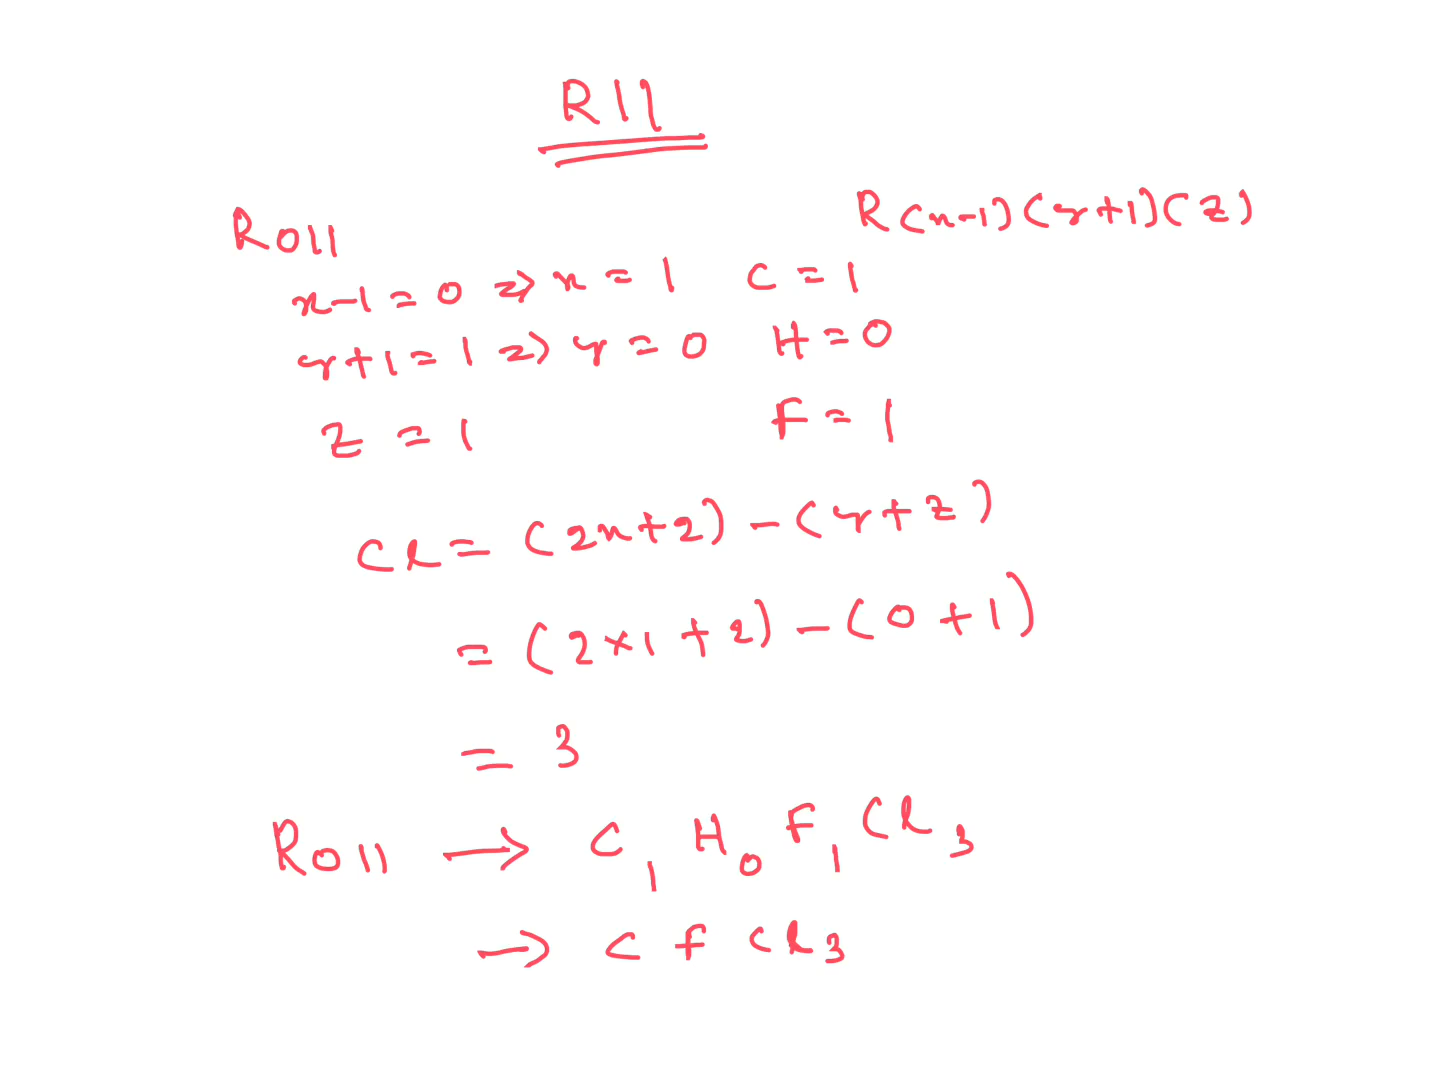 R11
R011 R(x-1)(y+1)(z)
x-1=0 => x=1 C=1
y+1=1 => y=0 H=0
z=1 F=1
Cl=(2x+2)-(y+z)
=(2×1+2)-(0+1)
=3
R011 → C₁ H₀ F₁ Cl₃
→ C F Cl₃